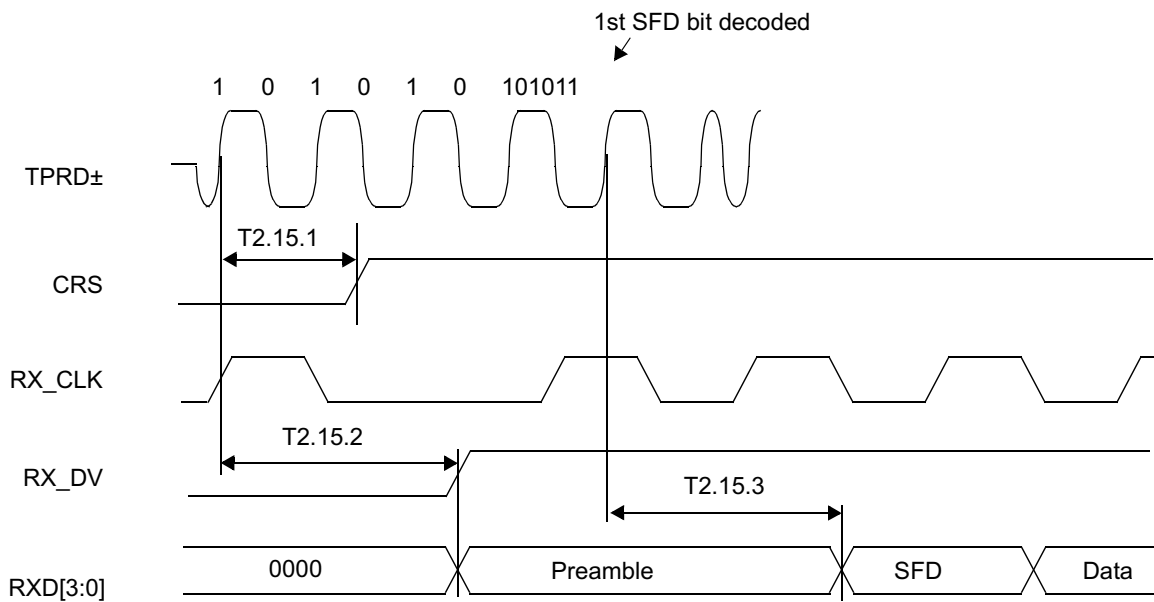 1st SFD bit decoded
1 0 1 0 1 0 101011
TPRD±
T2.15.1
CRS
RX_CLK
T2.15.2
RX_DV
T2.15.3
RXD[3:0]
0000 Preamble SFD Data